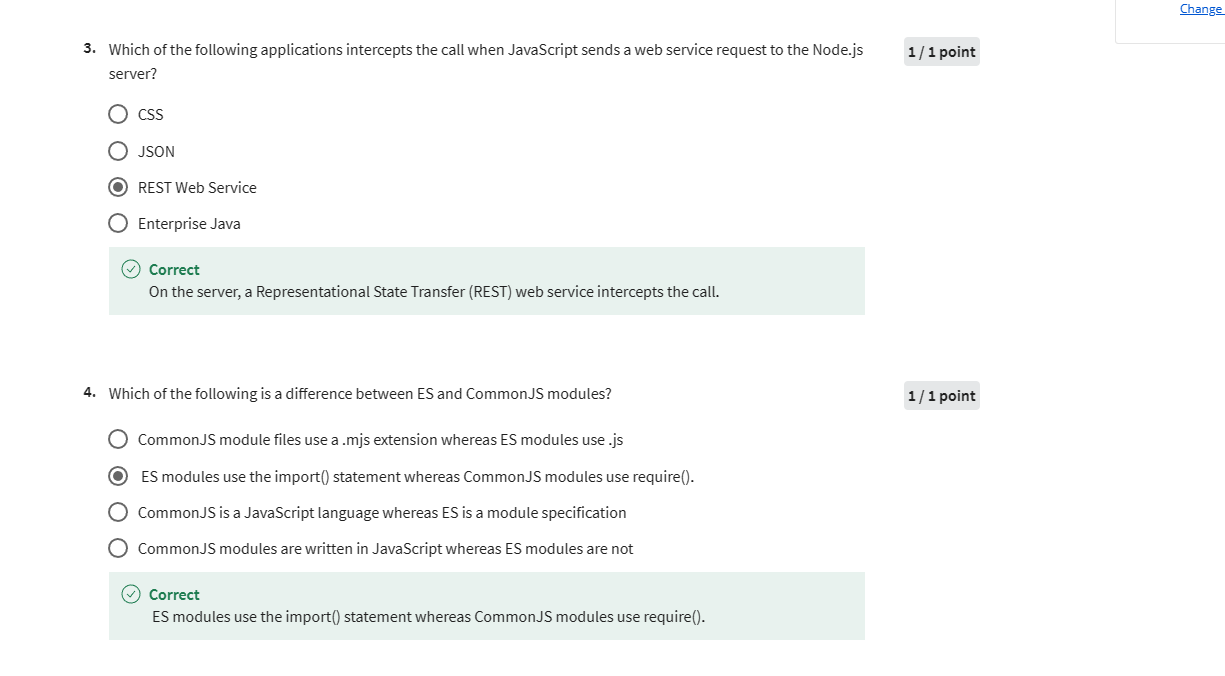 Change
3. Which of the following applications intercepts the call when JavaScript sends a web service request to the Node.js
server?
1 / 1 point
CSS
JSON
REST Web Service
Enterprise Java
Correct
On the server, a Representational State Transfer (REST) web service intercepts the call.
4. Which of the following is a difference between ES and CommonJS modules?
1 / 1 point
CommonJS module files use a .mjs extension whereas ES modules use .js
ES modules use the import() statement whereas CommonJS modules use require().
CommonJS is a JavaScript language whereas ES is a module specification
CommonJS modules are written in JavaScript whereas ES modules are not
Correct
ES modules use the import() statement whereas CommonJS modules use require().